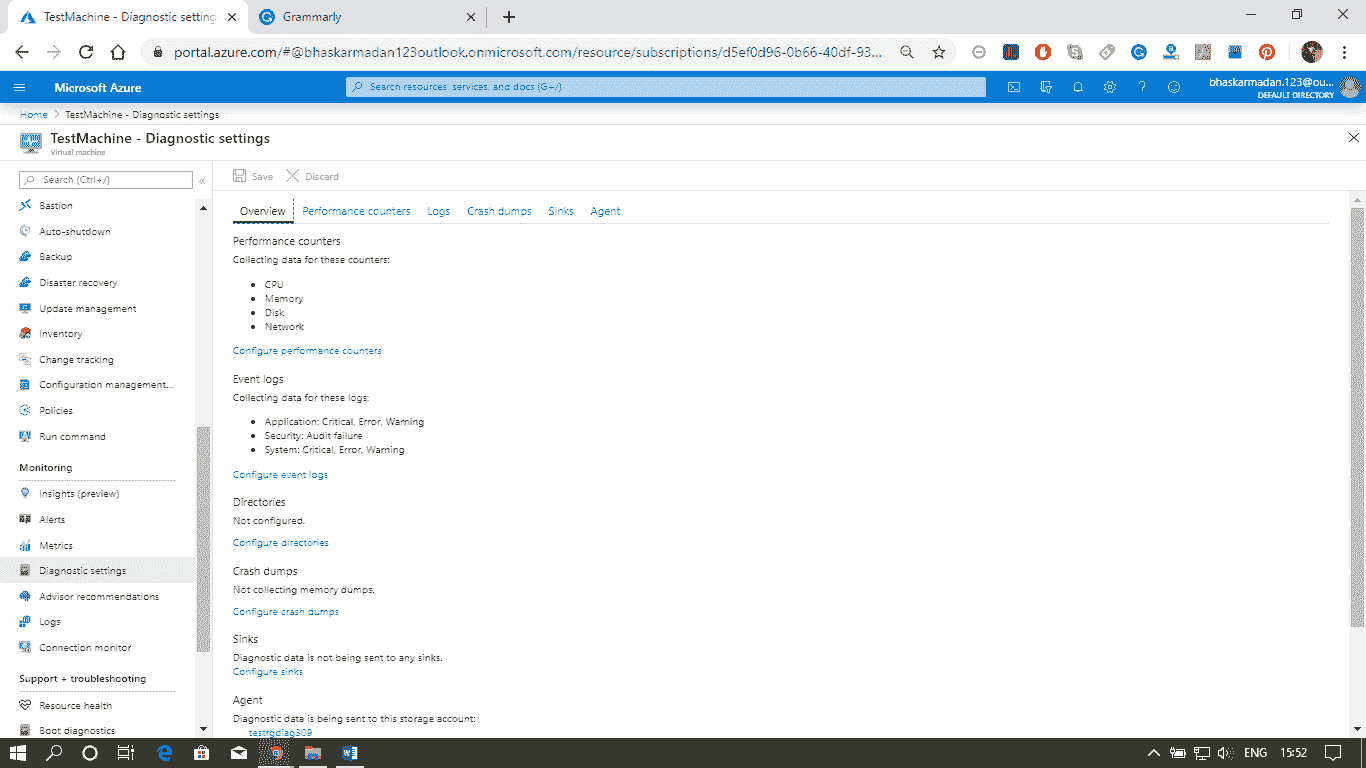 TestMachine - Diagnostic setting
Grammarly
portal.azure.com/#@bhaskarmadan123outlook.onmicrosoft.com/resource/subscriptions/d5ef0d96-0b66-40df-93...
Microsoft Azure
Search resources, services, and docs (G+/)
bhaskarmadan.123@ou...
DEFAULT DIRECTORY
Home > TestMachine - Diagnostic settings
TestMachine - Diagnostic settings
Virtual machine
Search (Ctrl+/)
«
Bastion
Auto-shutdown
Backup
Disaster recovery
Update management
Inventory
Change tracking
Configuration management...
Policies
Run command
Monitoring
Insights (preview)
Alerts
Metrics
Diagnostic settings
Advisor recommendations
Logs
Connection monitor
Support + troubleshooting
Resource health
Boot diagnostics
Save Discard
Overview Performance counters Logs Crash dumps Sinks Agent
Performance counters
Collecting data for these counters:
• CPU
• Memory
• Disk
• Network
Configure performance counters
Event logs
Collecting data for these logs:
• Application: Critical, Error, Warning
• Security: Audit failure
• System: Critical, Error, Warning
Configure event logs
Directories
Not configured.
Configure directories
Crash dumps
Not collecting memory dumps.
Configure crash dumps
Sinks
Diagnostic data is not being sent to any sinks.
Configure sinks
Agent
Diagnostic data is being sent to this storage account:
testrgdiag309
ENG 15:52